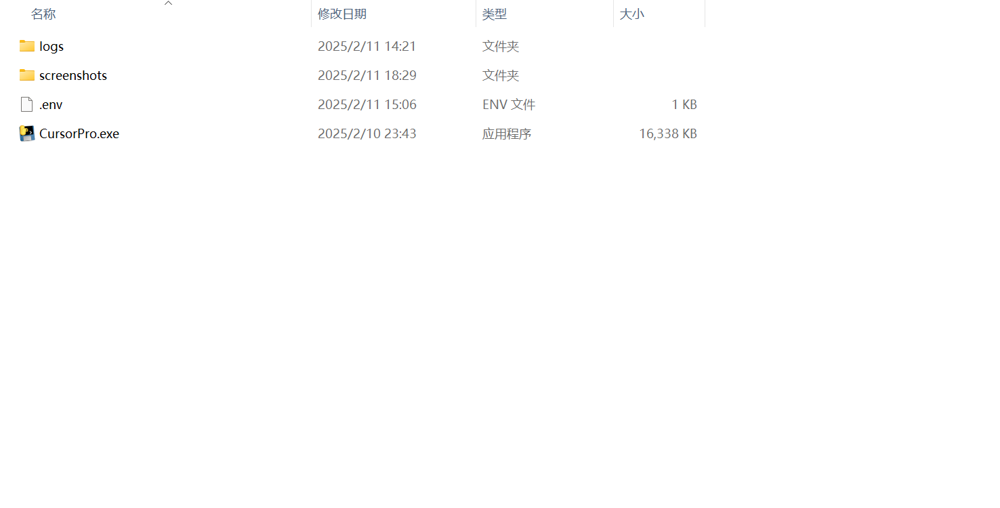 名称 修改日期 类型 大小
logs 2025/2/11 14:21 文件夹
screenshots 2025/2/11 18:29 文件夹
.env 2025/2/11 15:06 ENV 文件 1 KB
CursorPro.exe 2025/2/10 23:43 应用程序 16,338 KB